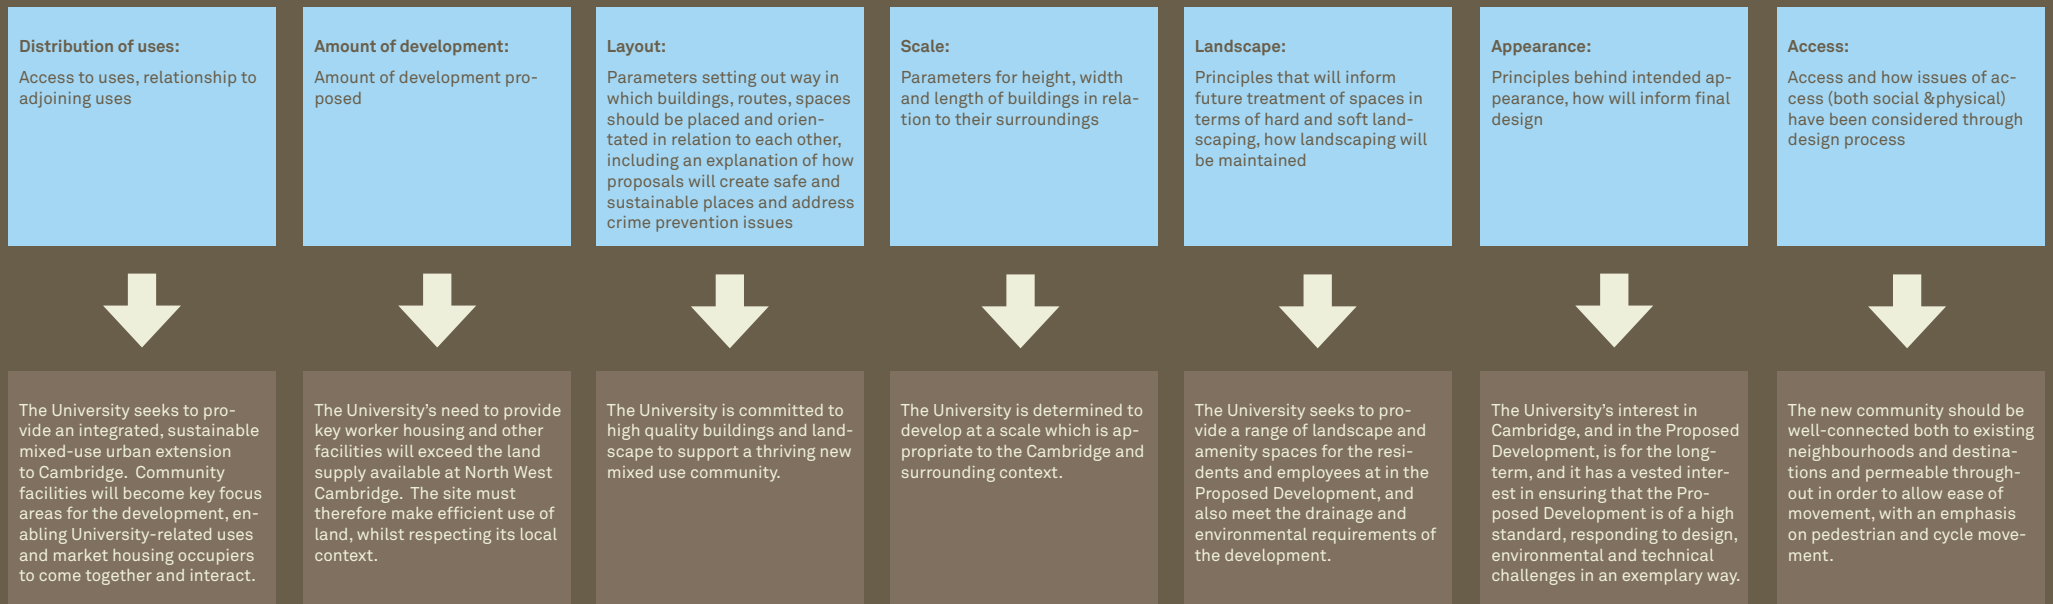 Distribution of uses:
Access to uses, relationship to
adjoining uses
Amount of development:
Amount of development pro-
posed
Layout:
Parameters setting out way in
which buildings, routes, spaces
should be placed and orien-
tated in relation to each other,
including an explanation of how
proposals will create safe and
sustainable places and address
crime prevention issues
Scale:
Parameters for height, width
and length of buildings in rela-
tion to their surroundings
Landscape:
Principles that will inform
future treatment of spaces in
terms of hard and soft land-
scaping, how landscaping will
be maintained
Appearance:
Principles behind intended ap-
pearance, how will inform final
design
Access:
Access and how issues of ac-
cess (both social &physical)
have been considered through
design process
The University seeks to pro-
vide an integrated, sustainable
mixed-use urban extension
to Cambridge. Community
facilities will become key focus
areas for the development, en-
abling University-related uses
and market housing occupiers
to come together and interact.
The University's need to provide
key worker housing and other
facilities will exceed the land
supply available at North West
Cambridge. The site must
therefore make efficient use of
land, whilst respecting its local
context.
The University is committed to
high quality buildings and land-
scape to support a thriving new
mixed use community.
The University is determined to
develop at a scale which is ap-
propriate to the Cambridge and
surrounding context.
The University seeks to pro-
vide a range of landscape and
amenity spaces for the resi-
dents and employees at in the
Proposed Development, and
also meet the drainage and
environmental requirements of
the development.
The University's interest in
Cambridge, and in the Proposed
Development, is for the long-
term, and it has a vested inter-
est in ensuring that the Pro-
posed Development is of a high
standard, responding to design,
environmental and technical
challenges in an exemplary way.
The new community should be
well-connected both to existing
neighbourhoods and destina-
tions and permeable through-
out in order to allow ease of
movement, with an emphasis
on pedestrian and cycle move-
ment.